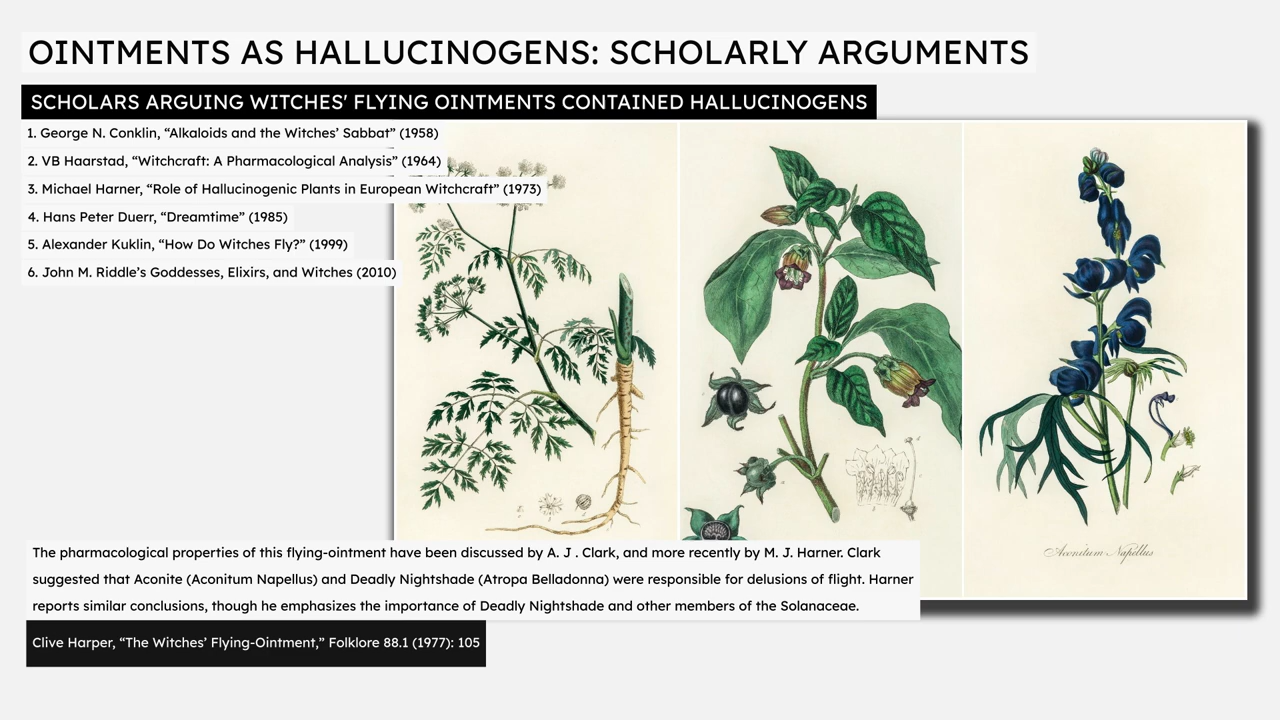 OINTMENTS AS HALLUCINOGENS: SCHOLARLY ARGUMENTS
SCHOLARS ARGUING WITCHES' FLYING OINTMENTS CONTAINED HALLUCINOGENS
1. George N. Conklin, “Alkaloids and the Witches’ Sabbat” (1958)
2. VB Haarstad, “Witchcraft: A Pharmacological Analysis” (1964)
3. Michael Harner, “Role of Hallucinogenic Plants in European Witchcraft” (1973)
4. Hans Peter Duerr, “Dreamtime” (1985)
5. Alexander Kuklin, “How Do Witches Fly?” (1999)
6. John M. Riddle’s Goddesses, Elixirs, and Witches (2010)
Aconitum Napellus
The pharmacological properties of this flying-ointment have been discussed by A. J . Clark, and more recently by M. J. Harner. Clark
suggested that Aconite (Aconitum Napellus) and Deadly Nightshade (Atropa Belladonna) were responsible for delusions of flight. Harner
reports similar conclusions, though he emphasizes the importance of Deadly Nightshade and other members of the Solanaceae.
Clive Harper, “The Witches’ Flying-Ointment,” Folklore 88.1 (1977): 105